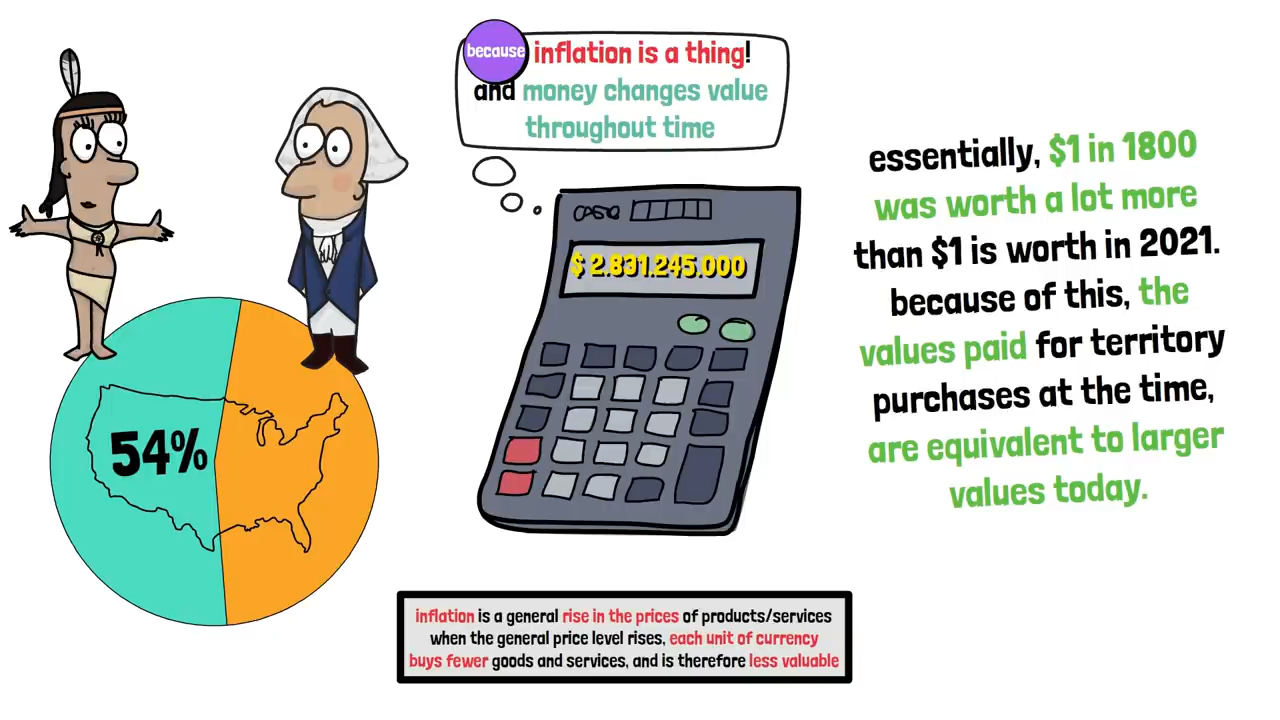 because inflation is a thing!
and money changes value
throughout time
CASIO
$ 2.831.245.000
54%
essentially, $1 in 1800
was worth a lot more
than $1 is worth in 2021.
because of this, the
values paid for territory
purchases at the time,
are equivalent to larger
values today.
inflation is a general rise in the prices of products/services
when the general price level rises, each unit of currency
buys fewer goods and services, and is therefore less valuable